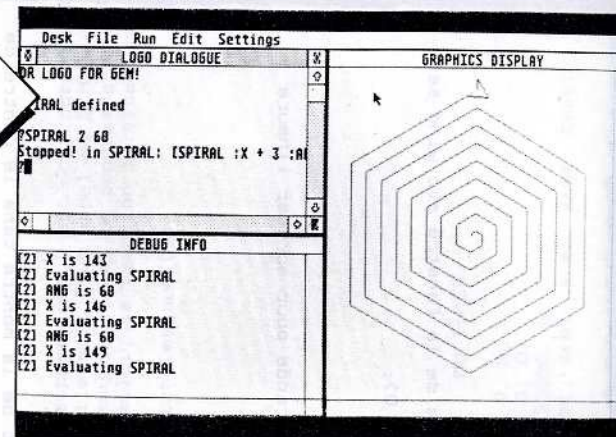 Desk File Run Edit Settings
LOGO DIALOGUE
OR LOGO FOR GEM!
IRAL defined
?SPIRAL 2 60
Stopped! in SPIRAL: [SPIRAL :X + 3 :A
?
DEBUG INFO
[2] X is 143
[2] Evaluating SPIRAL
[2] ANG is 60
[2] X is 146
[2] Evaluating SPIRAL
[2] ANG is 60
[2] X is 149
[2] Evaluating SPIRAL
GRAPHICS DISPLAY